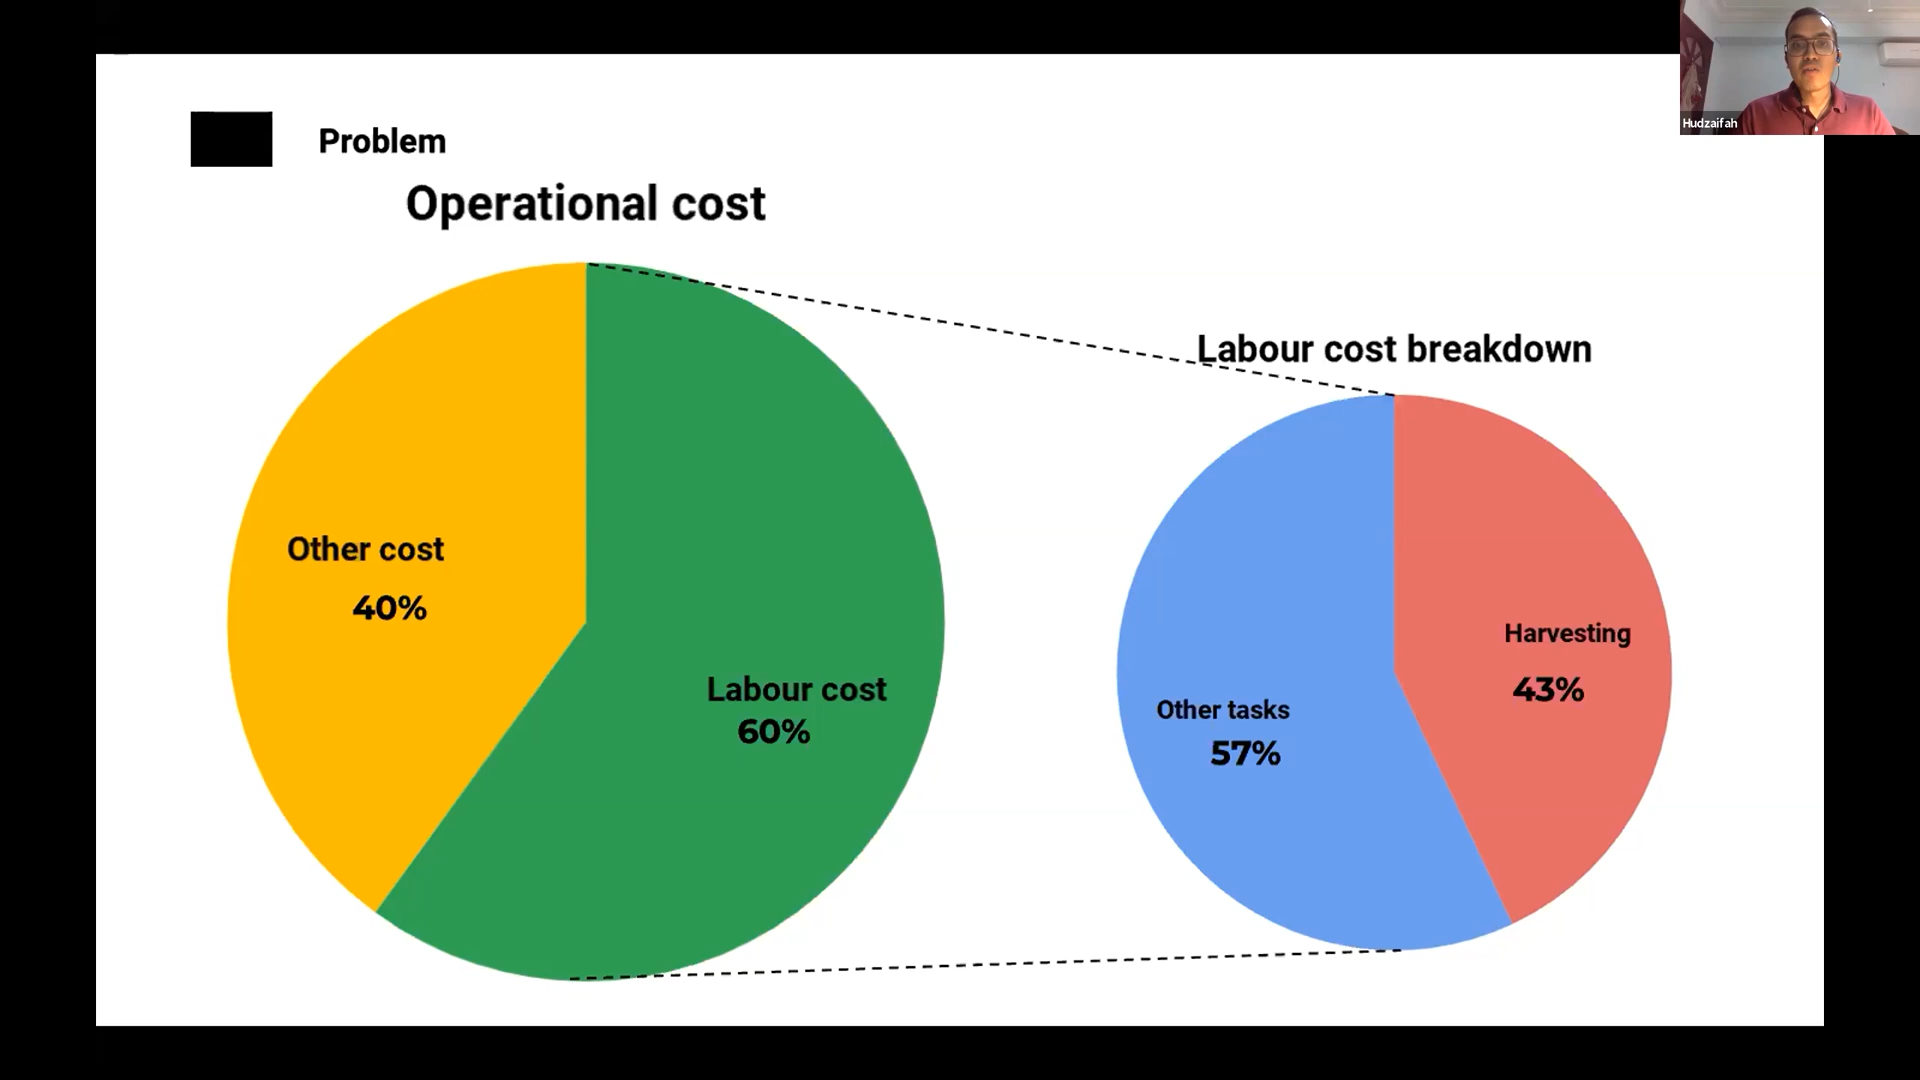 Hudzaifah
Problem
Operational cost
Labour cost breakdown
Other cost
40%
Labour cost
60%
Harvesting
43%
Other tasks
57%